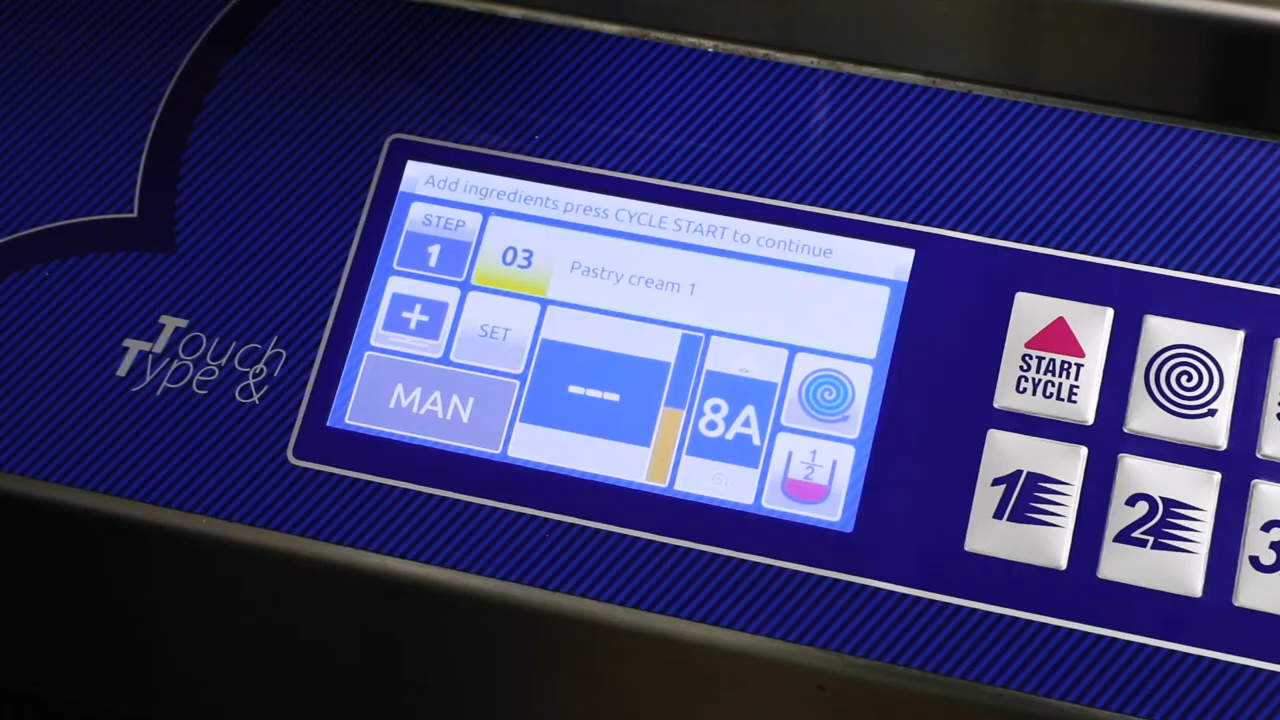 Add ingredients press CYCLE START to continue
STEP
1
03
Pastry cream 1
SET
MAN
---
8A
1
2
Touch
Type &
START
CYCLE
1
2
3